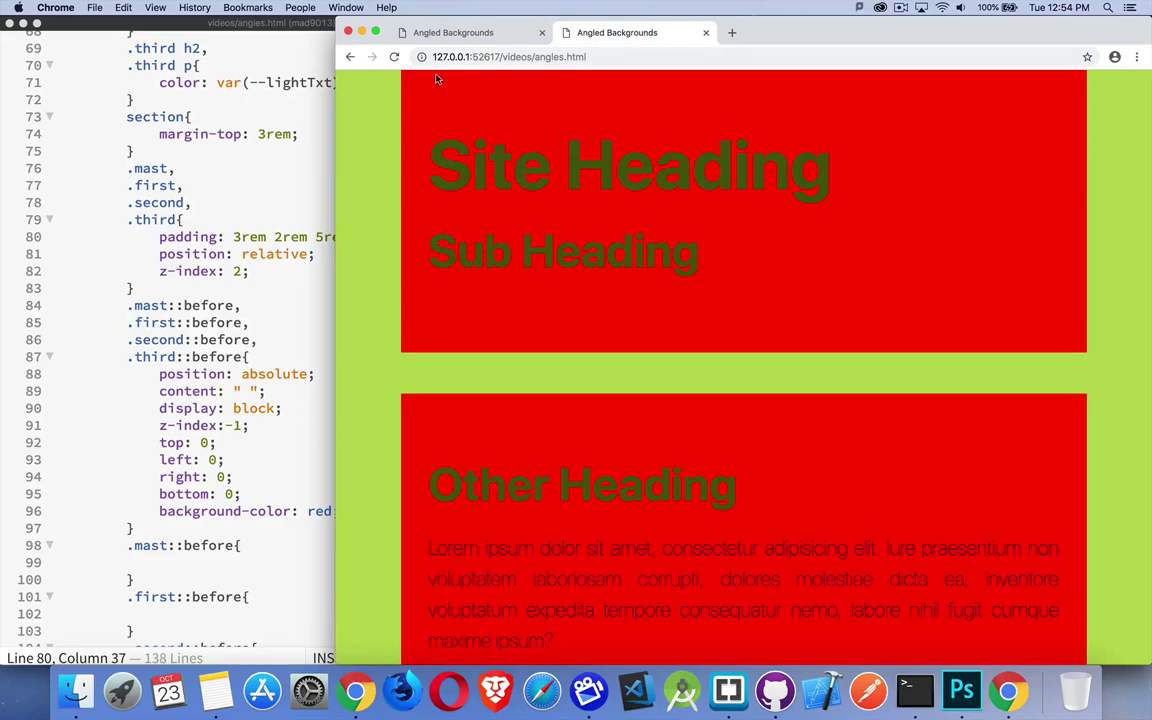 Chrome File Edit View History Bookmarks People Window Help 100% Tue 12:54 PM
videos/angles.html (mad9013)
Angled Backgrounds
Angled Backgrounds
127.0.0.1:52617/videos/angles.html
68 }
69 .third h2,
70 .third p{
71 color: var(--lightTxt)
72 }
73 section{
74 margin-top: 3rem;
75 }
76 .mast,
77 .first,
78 .second,
79 .third{
80 padding: 3rem 2rem 5re
81 position: relative;
82 z-index: 2;
83 }
84 .mast::before,
85 .first::before,
86 .second::before,
87 .third::before{
88 position: absolute;
89 content: " ";
90 display: block;
91 z-index:-1;
92 top: 0;
93 left: 0;
94 right: 0;
95 bottom: 0;
96 background-color: red;
97 }
98 .mast::before{
99
100 }
101 .first::before{
102
103 }
Line 80, Column 37 — 138 Lines
INS
Site Heading
Sub Heading
Other Heading
Lorem ipsum dolor sit amet, consectetur adipisicing elit. Iure praesentium non
voluptatem laboriosam corrupti, dolores molestiae dicta ea, inventore
voluptatum expedita tempore consequatur nemo, labore nihil fugit cumque
maxime ipsum?
OCT
23
Ps